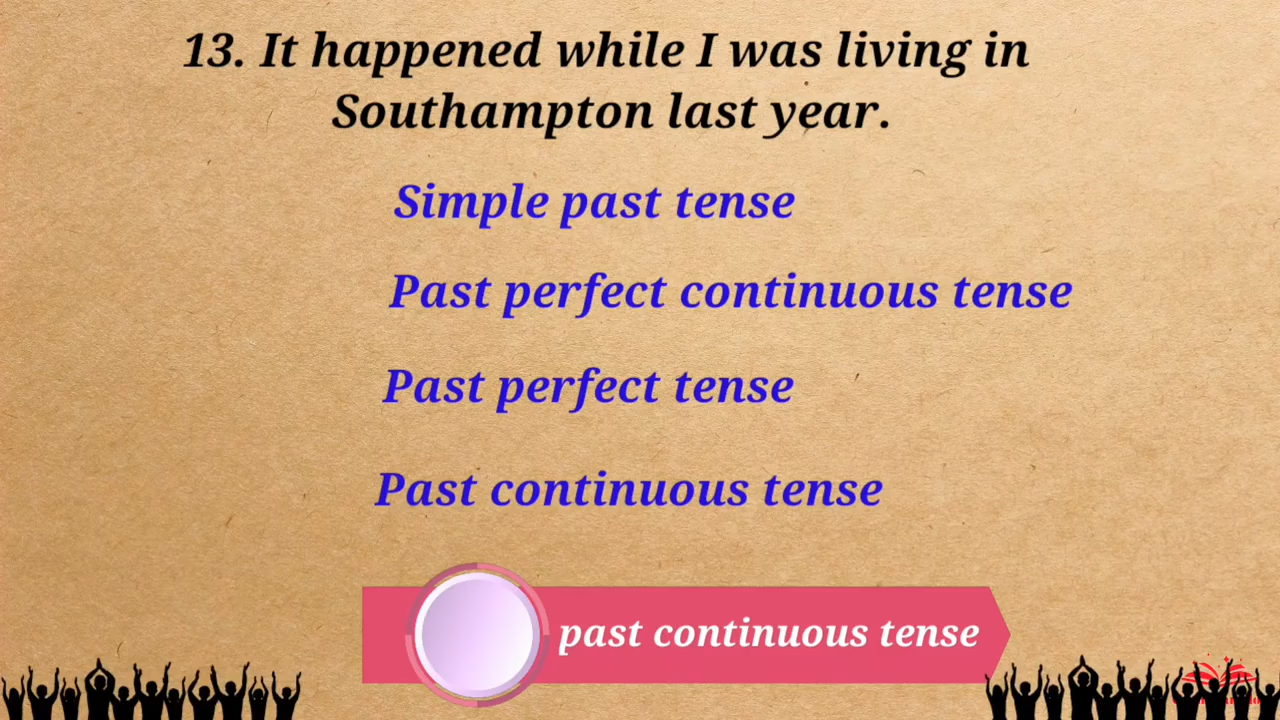 13. It happened while I was living in
Southampton last year.
Simple past tense
Past perfect continuous tense
Past perfect tense
Past continuous tense
past continuous tense